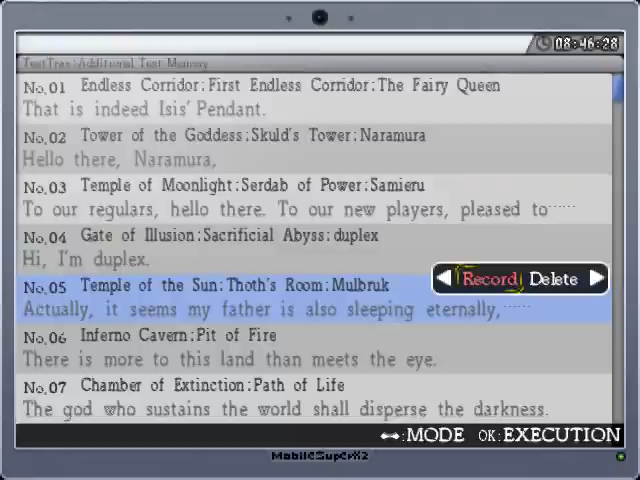 08:46:28
TextTrax:Additional Text Memory
No.01 Endless Corridor:First Endless Corridor:The Fairy Queen
That is indeed Isis' Pendant.
No.02 Tower of the Goddess:Skuld's Tower:Naramura
Hello there, Naramura,
No.03 Temple of Moonlight:Serdab of Power:Samieru
To our regulars, hello there. To our new players, pleased to……
No.04 Gate of Illusion:Sacrificial Abyss:duplex
Hi, I'm duplex.
No.05 Temple of the Sun:Thoth's Room:Mulbruk
Record Delete
Actually, it seems my father is also sleeping eternally,……
No.06 Inferno Cavern:Pit of Fire
There is more to this land than meets the eye.
No.07 Chamber of Extinction:Path of Life
The god who sustains the world shall disperse the darkness.
:MODE OK:EXECUTION
MobileSuperX2